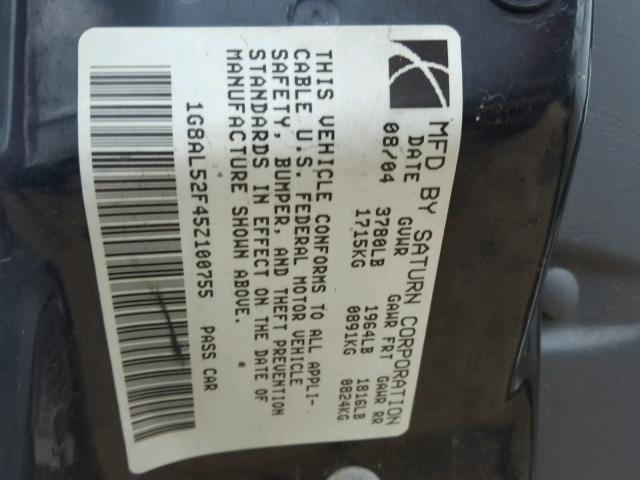 MFD BY SATURN CORPORATION
DATE GVWR GAWR FRT GAWR RR
08/04 3780LB 1964LB 1816LB
1715KG 0891KG 0824KG
THIS VEHICLE CONFORMS TO ALL APPLI-
CABLE U.S. FEDERAL MOTOR VEHICLE
SAFETY, BUMPER, AND THEFT PREVENTION
STANDARDS IN EFFECT ON THE DATE OF
MANUFACTURE SHOWN ABOVE.
1G8AL52F45Z100755 PASS CAR